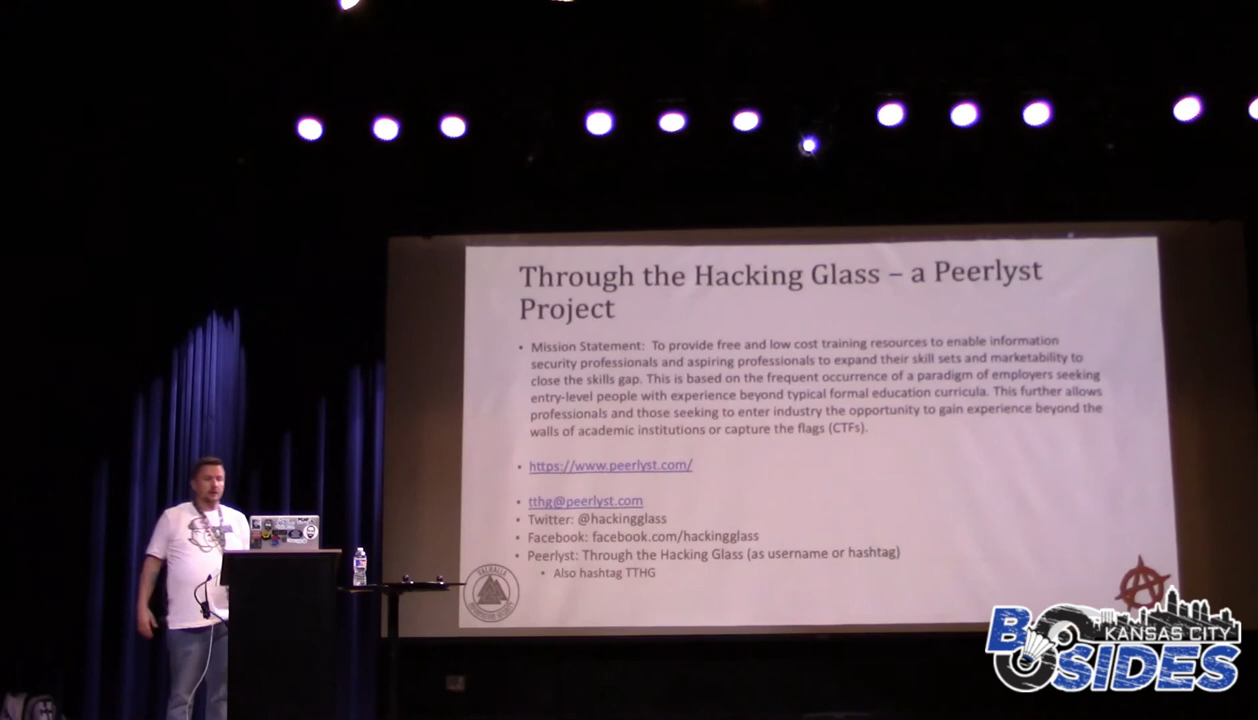 Through the Hacking Glass – a Peerlyst
Project
• Mission Statement: To provide free and low cost training resources to enable information
security professionals and aspiring professionals to expand their skill sets and marketability to
close the skills gap. This is based on the frequent occurrence of a paradigm of employers seeking
entry-level people with experience beyond typical formal education curricula. This further allows
professionals and those seeking to enter industry the opportunity to gain experience beyond the
walls of academic institutions or capture the flags (CTFs).
• https://www.peerlyst.com/
• tthg@peerlyst.com
• Twitter: @hackingglass
• Facebook: facebook.com/hackingglass
• Peerlyst: Through the Hacking Glass (as username or hashtag)
• Also hashtag TTHG
VALHALLA
BSIDES
KANSAS CITY